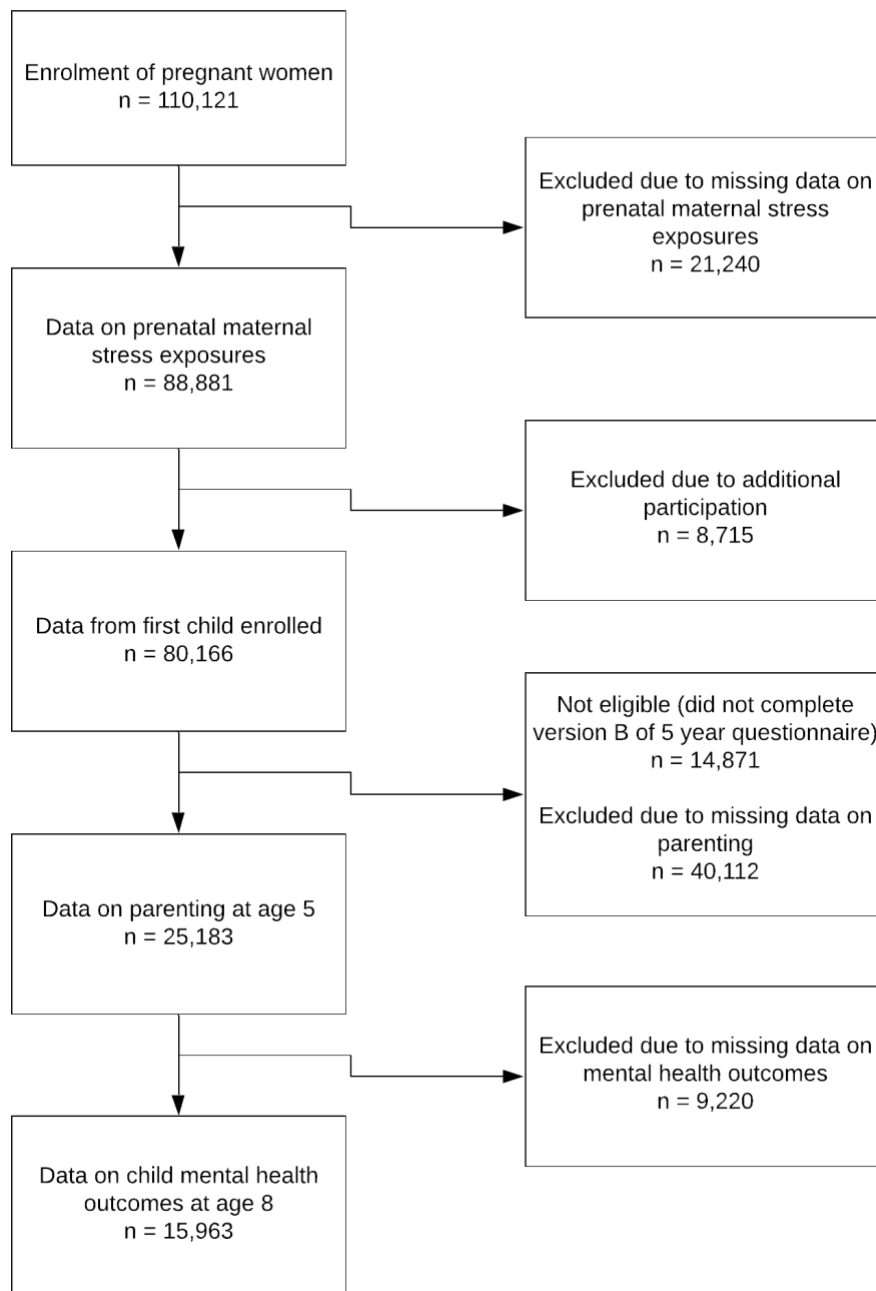 Enrolment of pregnant women
n = 110,121
Excluded due to missing data on
prenatal maternal stress
exposures
n = 21,240
Data on prenatal maternal
stress exposures
n = 88,881
Excluded due to additional
participation
n = 8,715
Data from first child enrolled
n = 80,166
Not eligible (did not complete
version B of 5 year questionnaire)
n = 14,871
Excluded due to missing data on
parenting
n = 40,112
Data on parenting at age 5
n = 25,183
Excluded due to missing data on
mental health outcomes
n = 9,220
Data on child mental health
outcomes at age 8
n = 15,963